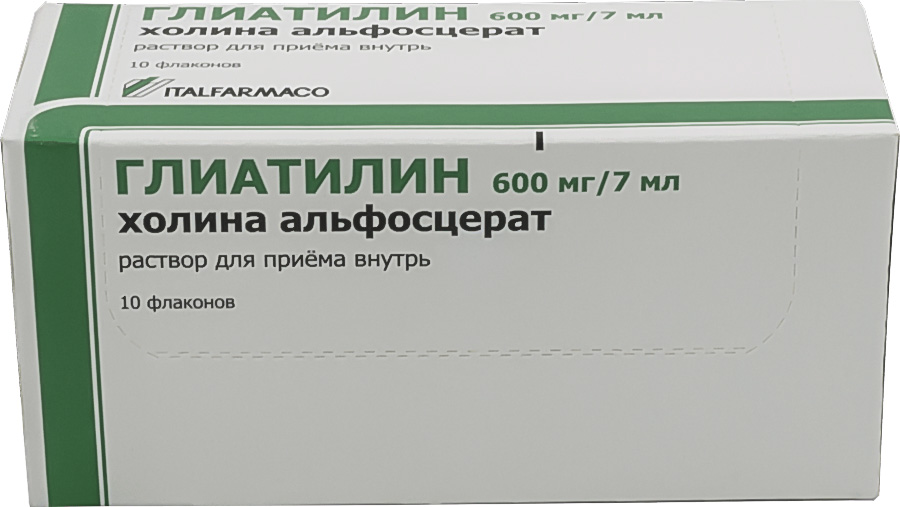 ГЛИАТИЛИН 600 мг/7 мл
холина альфосцерат
раствор для приёма внутрь
10 флаконов
ITALFARMACO
ГЛИАТИЛИН 600 мг/7 мл
холина альфосцерат
раствор для приёма внутрь
10 флаконов